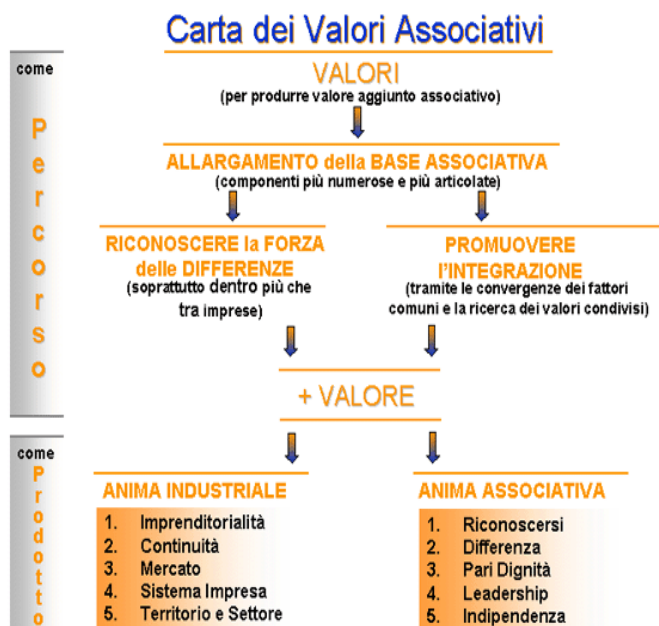 Carta dei Valori Associativi
come
Percorso
VALORI
(per produrre valore aggiunto associativo)
ALLARGAMENTO della BASE ASSOCIATIVA
(componenti più numerose e più articolate)
RICONOSCERE la FORZA
delle DIFFERENZE
(soprattutto dentro più che
tra imprese)
PROMUOVERE
l'INTEGRAZIONE
(tramite le convergenze dei fattori
comuni e la ricerca dei valori condivisi)
+ VALORE
come
Prodotto
ANIMA INDUSTRIALE
1. Imprenditorialità
2. Continuità
3. Mercato
4. Sistema Impresa
5. Territorio e Settore
ANIMA ASSOCIATIVA
1. Riconoscersi
2. Differenza
3. Pari Dignità
4. Leadership
5. Indipendenza